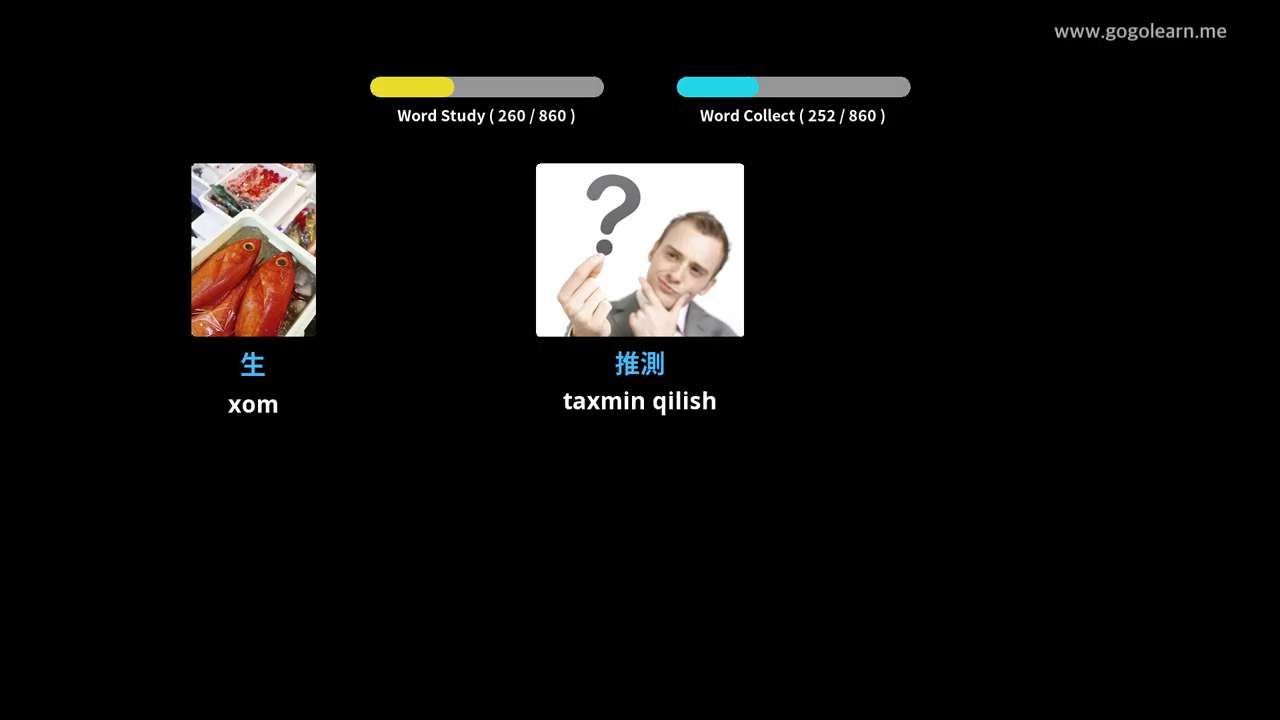 www.gogolearn.me
Word Study ( 260 / 860 )
Word Collect ( 252 / 860 )
生
xom
推測
taxmin qilish